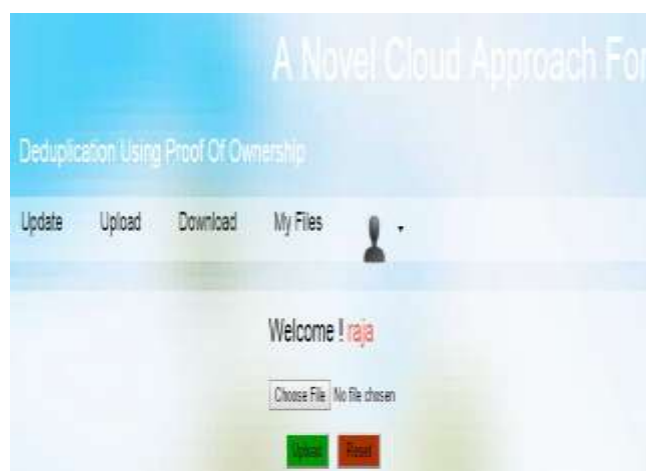 A Novel Cloud Approach For
Deduplication Using Proof Of Ownership
Update Upload Download My Files
Welcome ! raja
Choose File No file chosen
Upload Reset